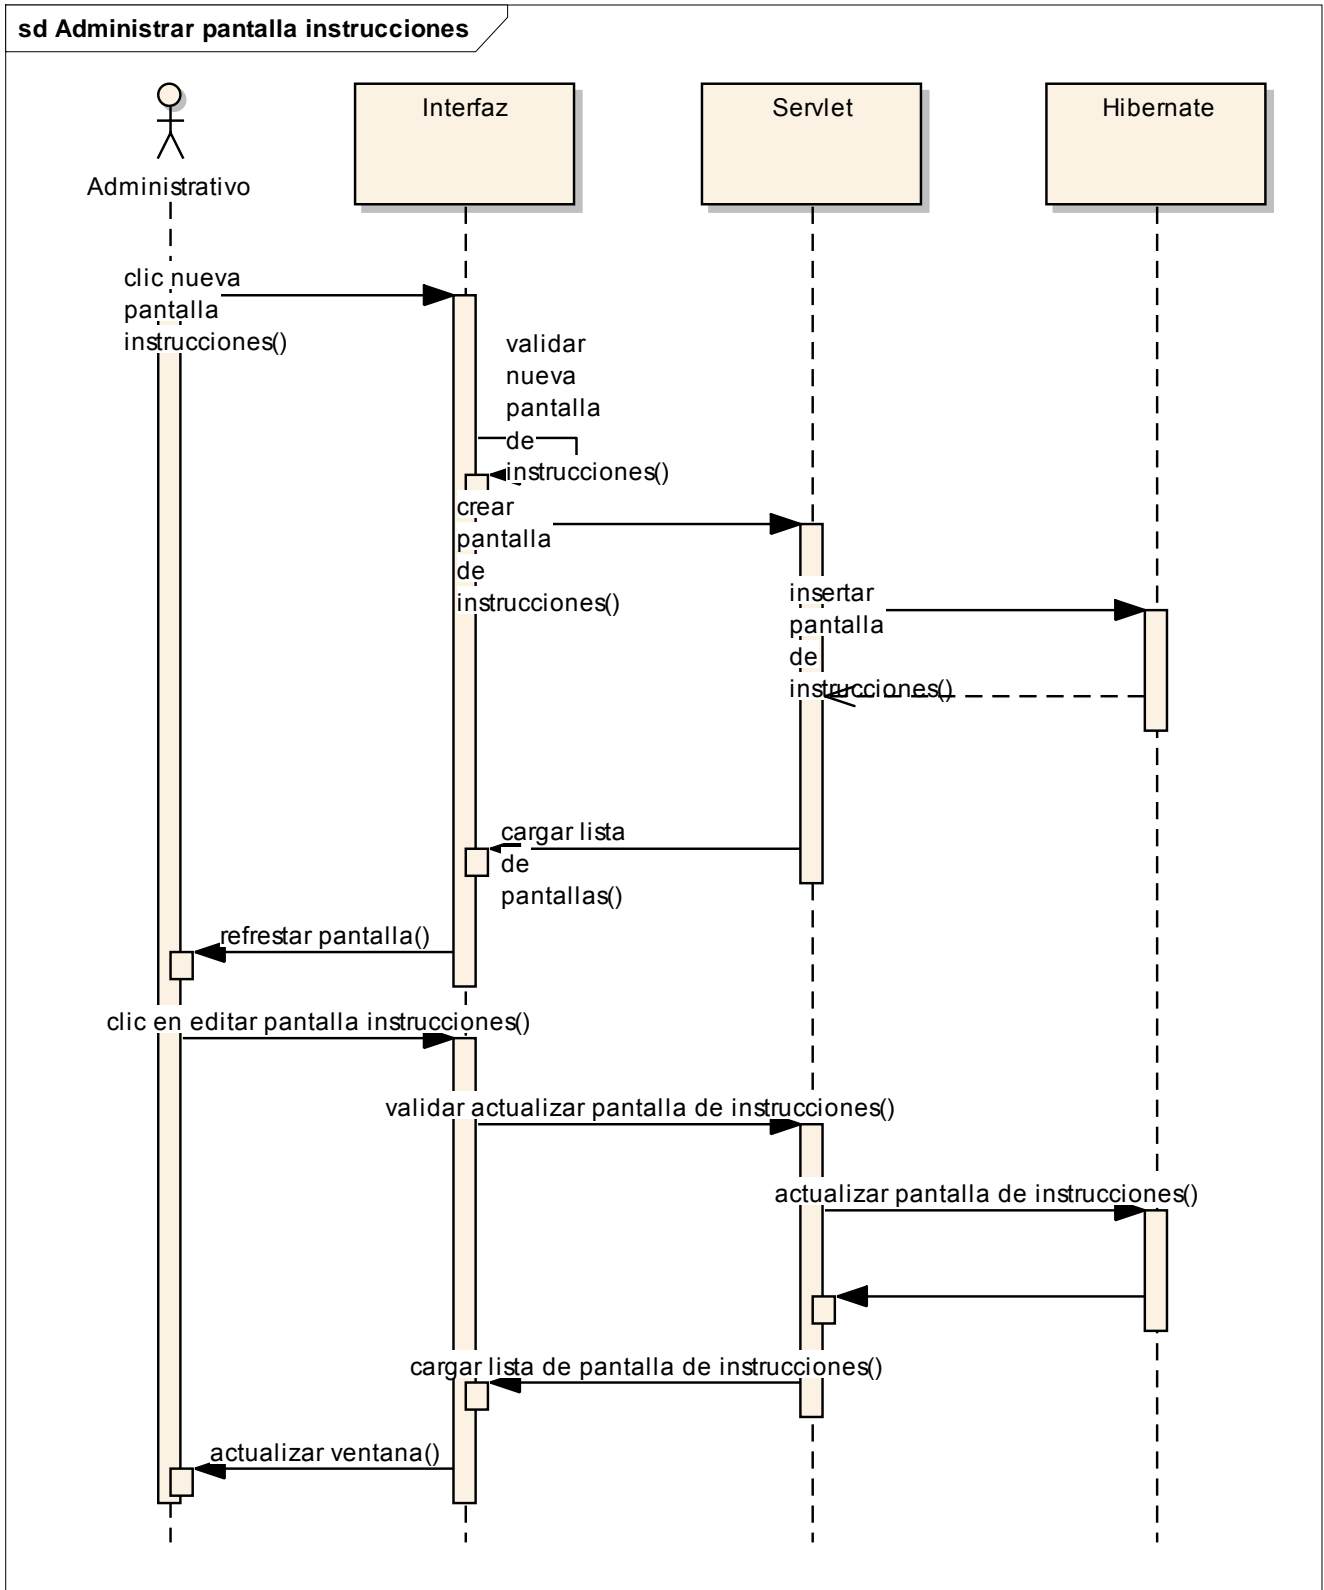 sd Administrar pantalla instrucciones
Administrativo
Interfaz
Servlet
Hibernate
clic nueva
pantalla
instrucciones()
validar
nueva
pantalla
de
instrucciones()
crear
pantalla
de
instrucciones()
insertar
pantalla
de
instrucciones()
cargar lista
de
pantallas()
refrestar pantalla()
clic en editar pantalla instrucciones()
validar actualizar pantalla de instrucciones()
actualizar pantalla de instrucciones()
cargar lista de pantalla de instrucciones()
actualizar ventana()